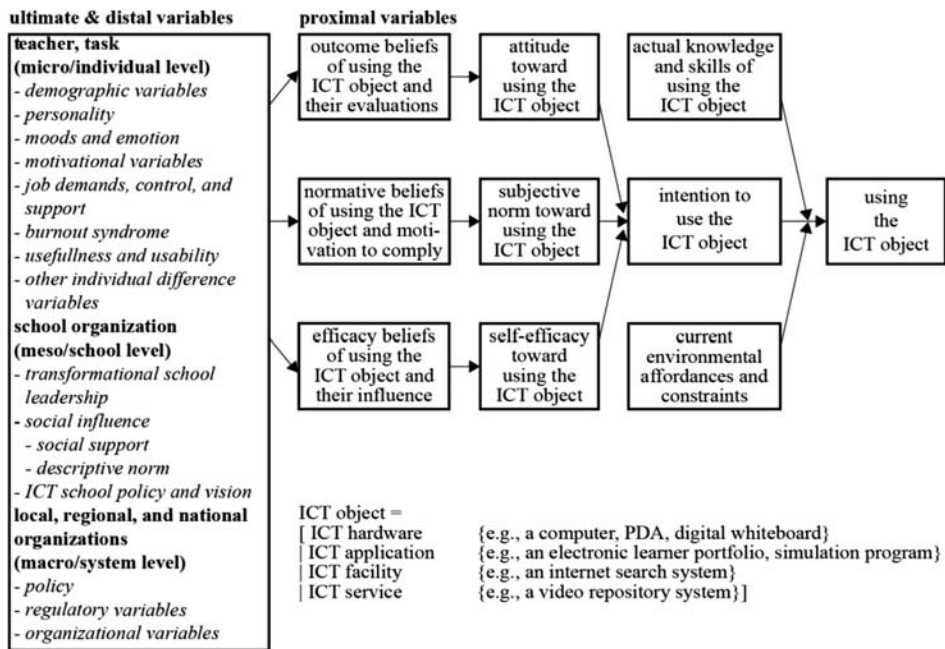 ultimate & distal variables
teacher, task
(micro/individual level)
- demographic variables
- personality
- moods and emotion
- motivational variables
- job demands, control, and
support
- burnout syndrome
- usefullness and usability
- other individual difference
variables
school organization
(meso/school level)
- transformational school
leadership
- social influence
- social support
- descriptive norm
- ICT school policy and vision
local, regional, and national
organizations
(macro/system level)
- policy
- regulatory variables
- organizational variables
proximal variables
outcome beliefs
of using the
ICT object and
their evaluations
attitude
toward
using the
ICT object
actual knowledge
and skills of
using the
ICT object
normative beliefs
of using the ICT
object and moti-
vation to comply
subjective
norm toward
using the
ICT object
intention to
use the
ICT object
using
the
ICT object
efficacy beliefs
of using the
ICT object and
their influence
self-efficacy
toward
using the
ICT object
current
environmental
affordances and
constraints
ICT object =
[ ICT hardware {e.g., a computer, PDA, digital whiteboard}
| ICT application {e.g., an electronic learner portfolio, simulation program}
| ICT facility {e.g., an internet search system}
| ICT service {e.g., a video repository system}]